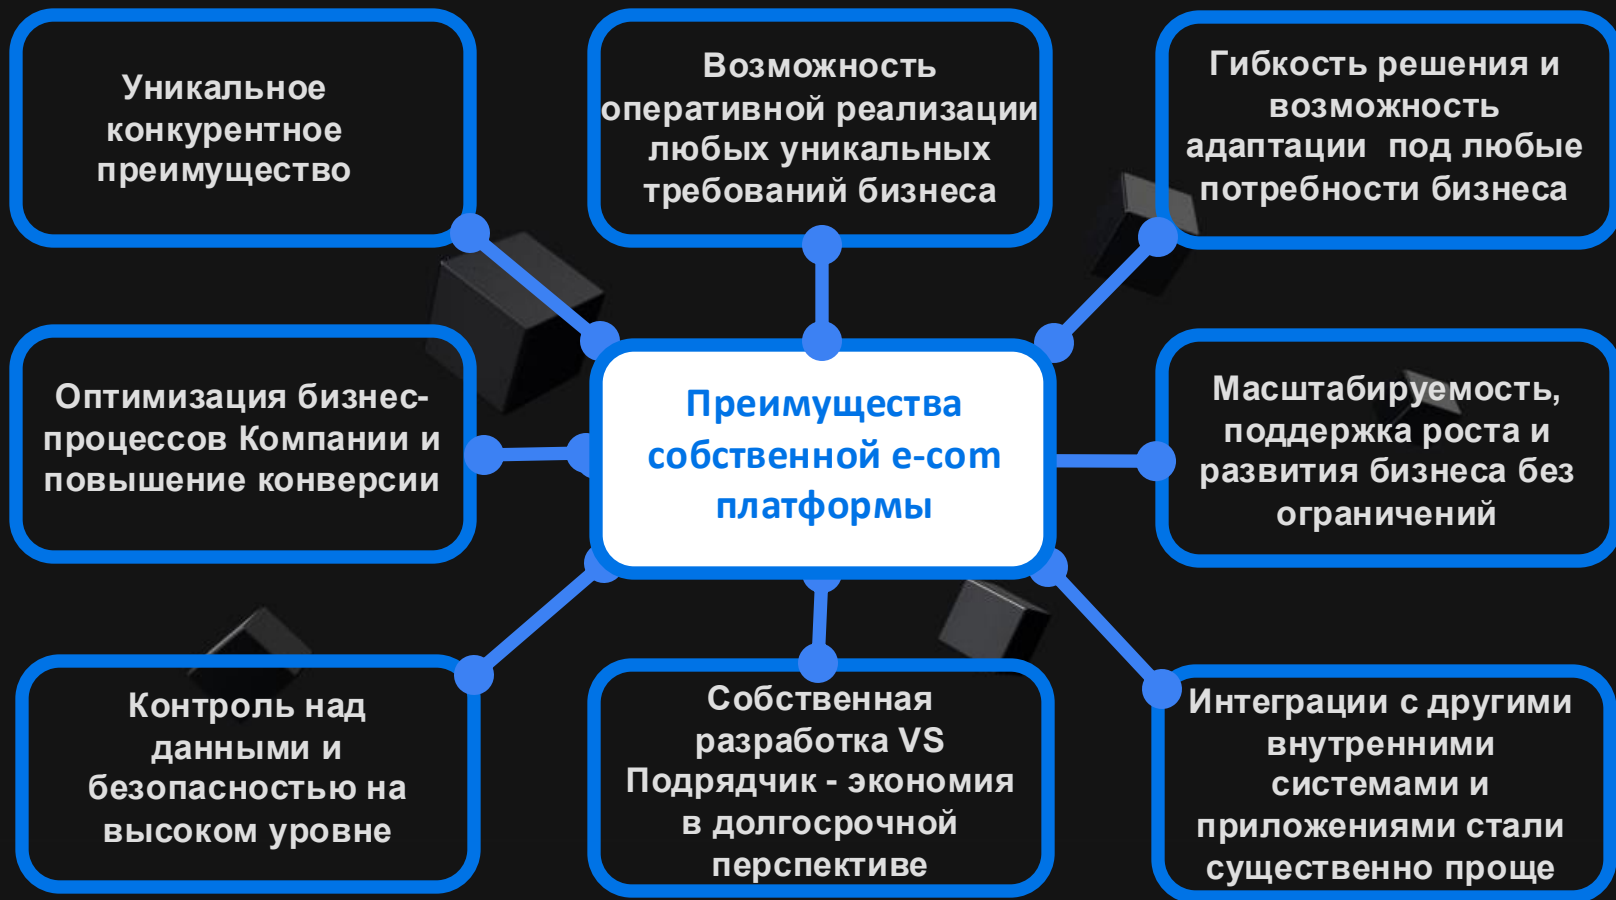 Уникальное
конкурентное
преимущество
Возможность
оперативной реализации
любых уникальных
требований бизнеса
Гибкость решения и
возможность
адаптации под любые
потребности бизнеса
Оптимизация бизнес-
процессов Компании и
повышение конверсии
Преимущества
собственной e-com
платформы
Масштабируемость,
поддержка роста и
развития бизнеса без
ограничений
Контроль над
данными и
безопасностью на
высоком уровне
Собственная
разработка VS
Подрядчик - экономия
в долгосрочной
перспективе
Интеграции с другими
внутренними
системами и
приложениями стали
существенно проще